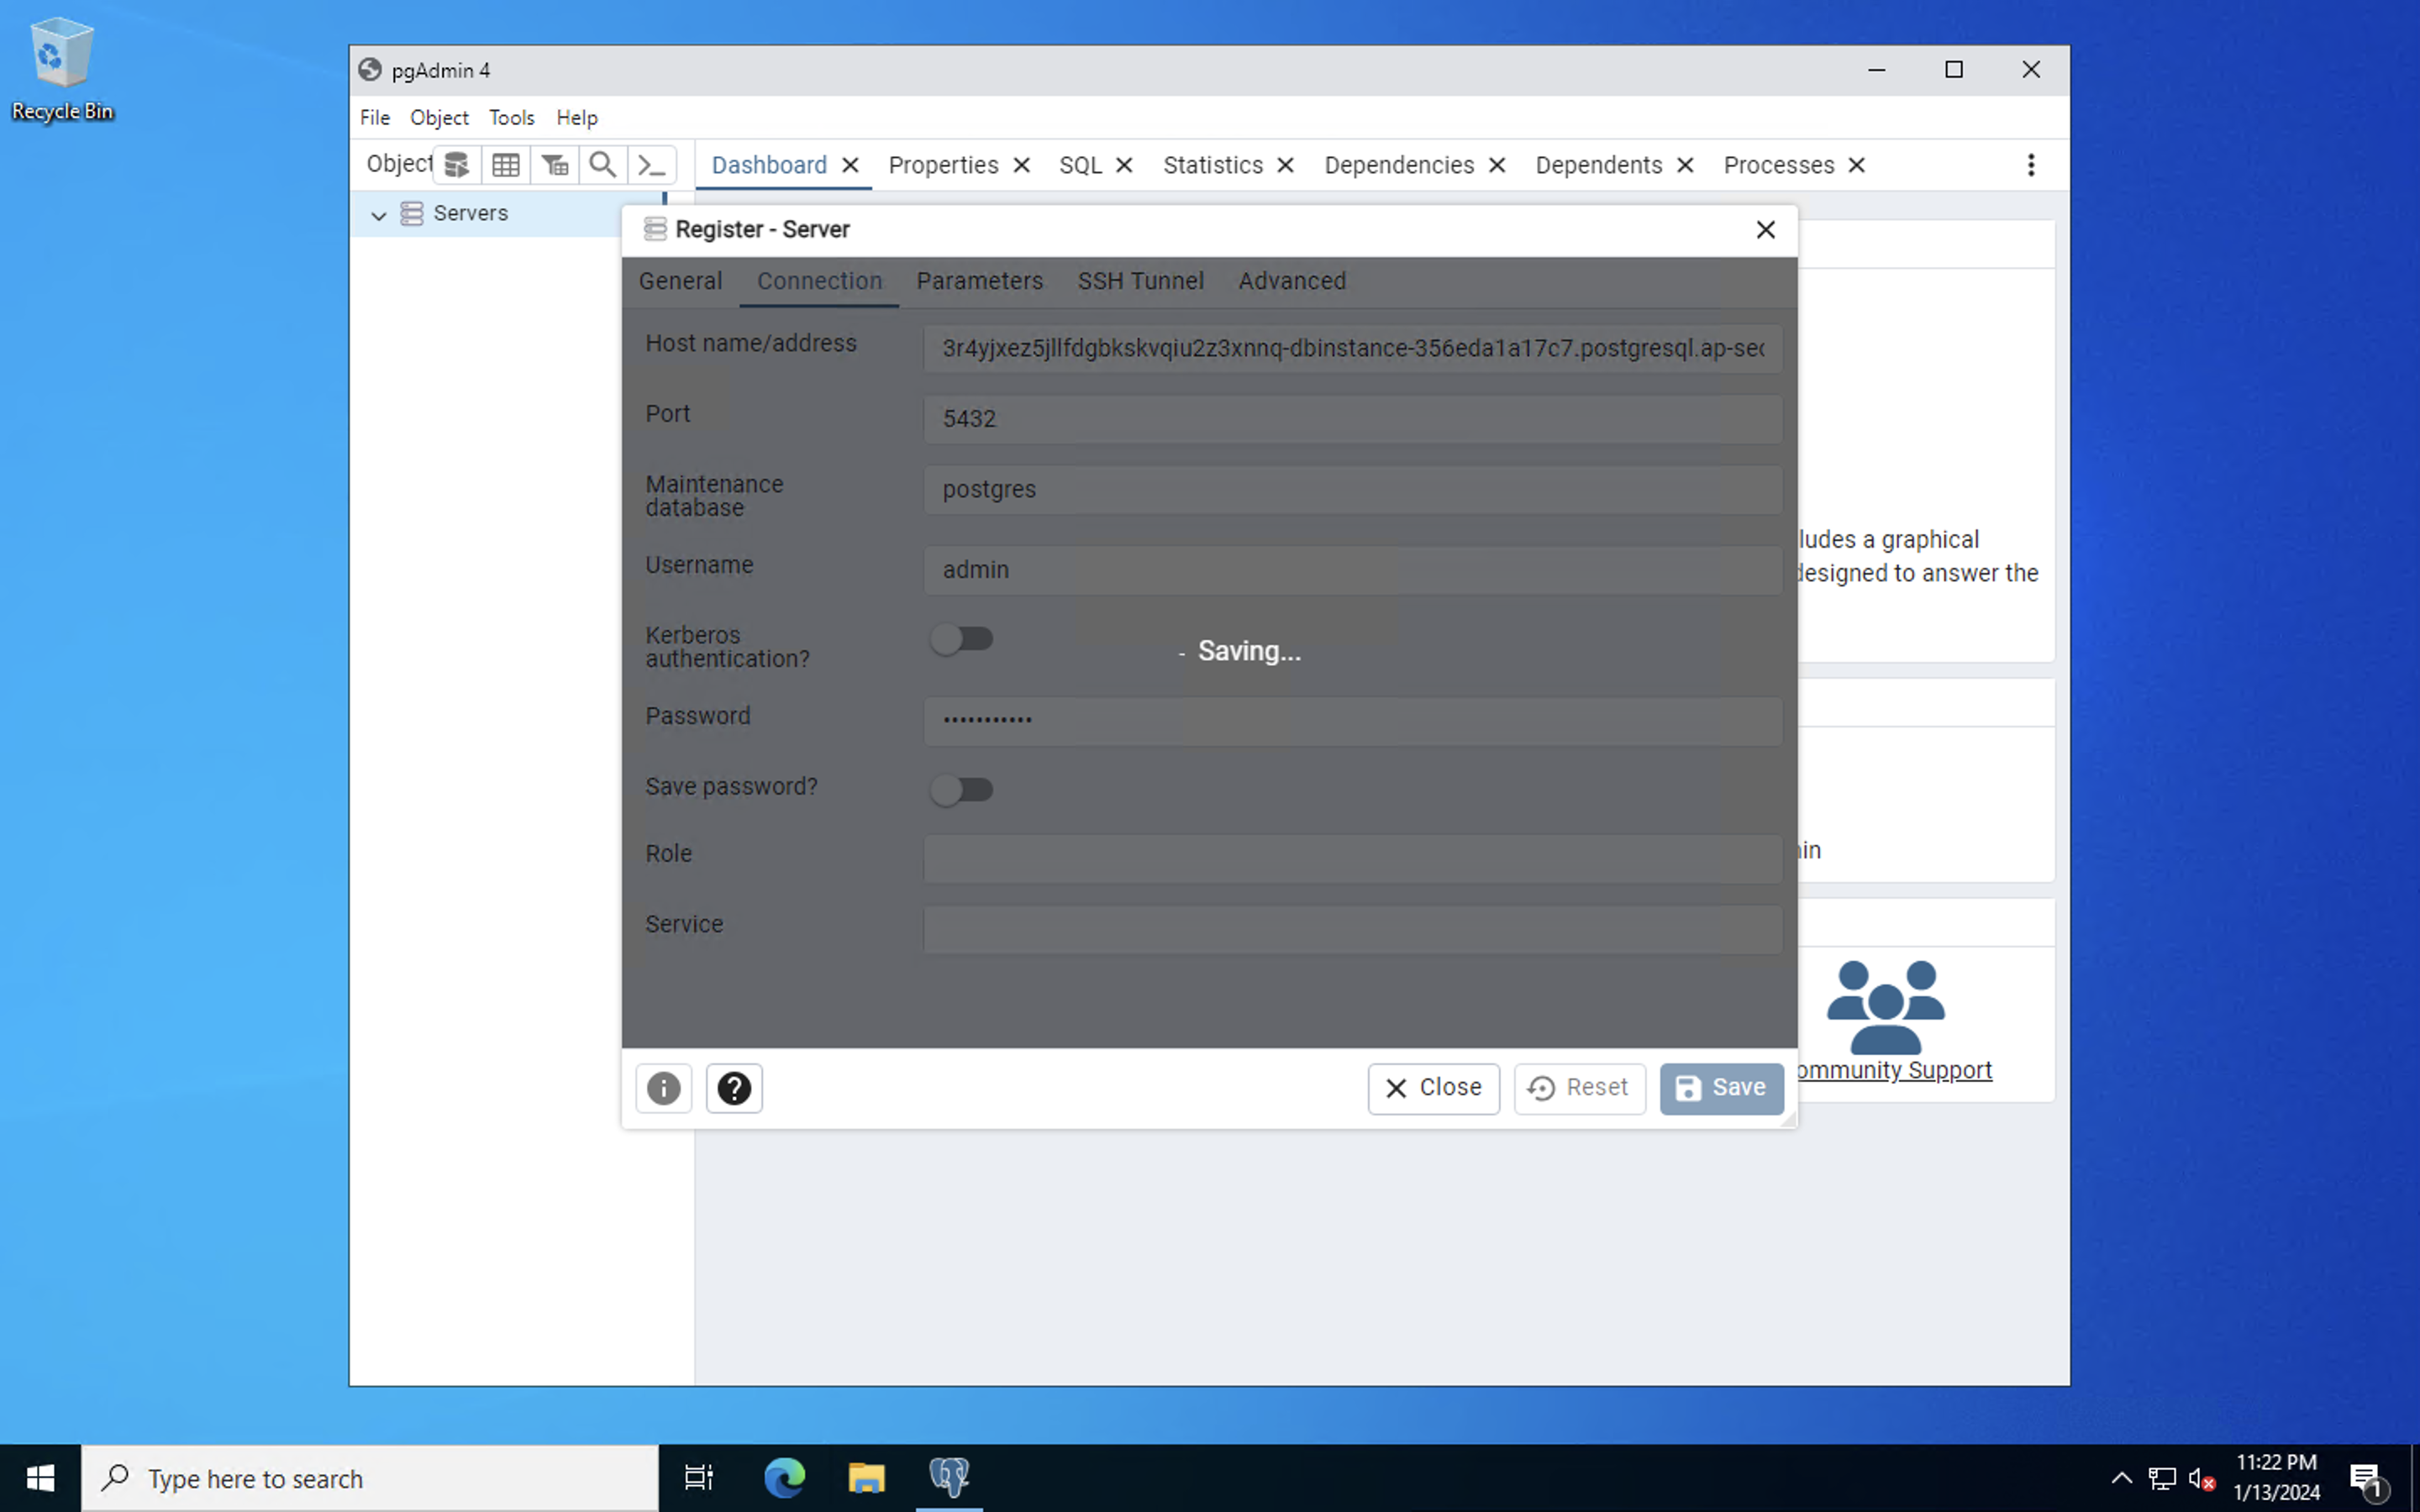 Recycle Bin
pgAdmin 4
File Object Tools Help
Object
Dashboard Properties SQL Statistics Dependencies Dependents Processes
Servers
Register - Server
General Connection Parameters SSH Tunnel Advanced
Host name/address
3r4yjxez5jllfdgbkskvqiu2z3xnnq-dbinstance-356eda1a17c7.postgresql.ap-sec
Port
5432
Maintenance
database
postgres
ludes a graphical
designed to answer the
Username
admin
Kerberos
authentication?
- Saving...
Password
•••••••••••
Save password?
Role
in
Service
ommunity Support
Close Reset Save
Type here to search
11:22 PM
1/13/2024
1